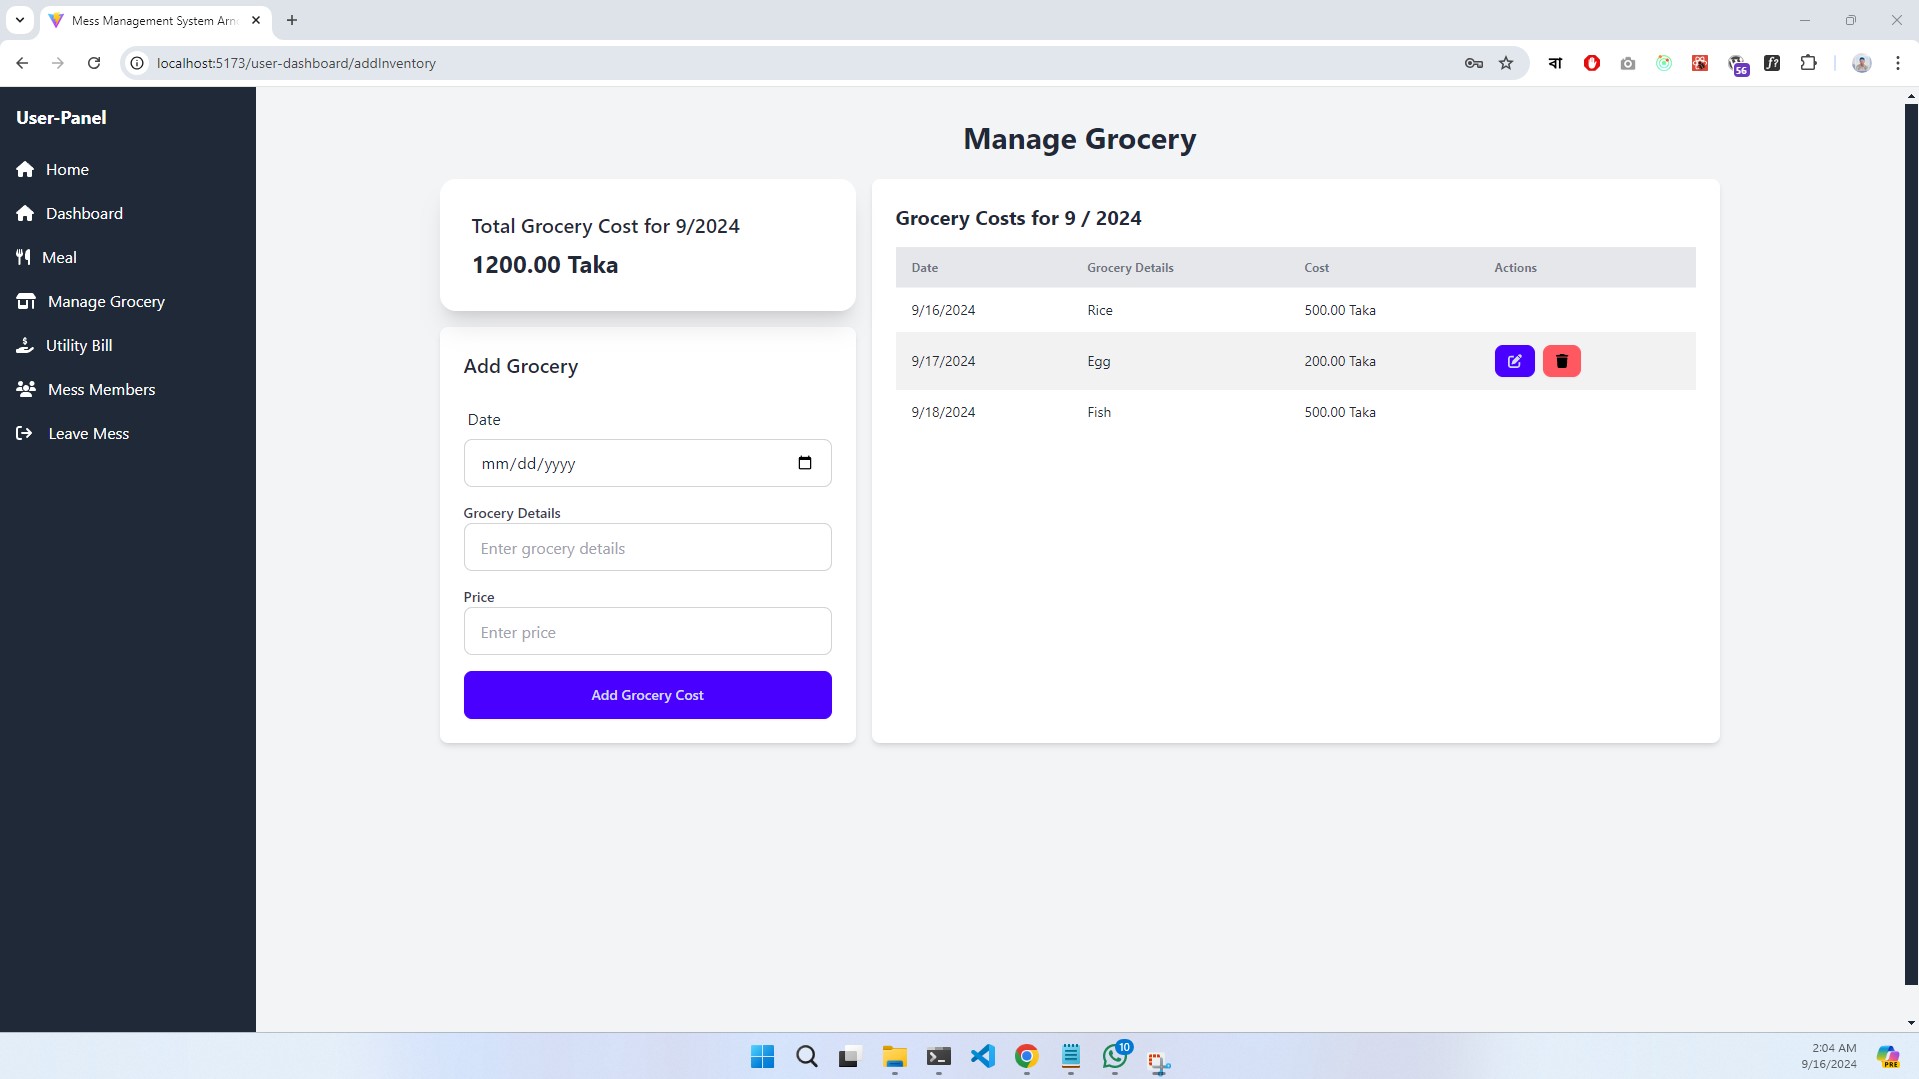 Mess Management System Arn
localhost:5173/user-dashboard/addInventory
বা
f?
56
User-Panel
Home
Dashboard
Meal
Manage Grocery
Utility Bill
Mess Members
Leave Mess
Manage Grocery
Total Grocery Cost for 9/2024
1200.00 Taka
Add Grocery
Date
mm/dd/yyyy
Grocery Details
Enter grocery details
Price
Enter price
Add Grocery Cost
Grocery Costs for 9 / 2024
Date Grocery Details Cost Actions
9/16/2024 Rice 500.00 Taka
9/17/2024 Egg 200.00 Taka
9/18/2024 Fish 500.00 Taka
10
2:04 AM
9/16/2024
PRE